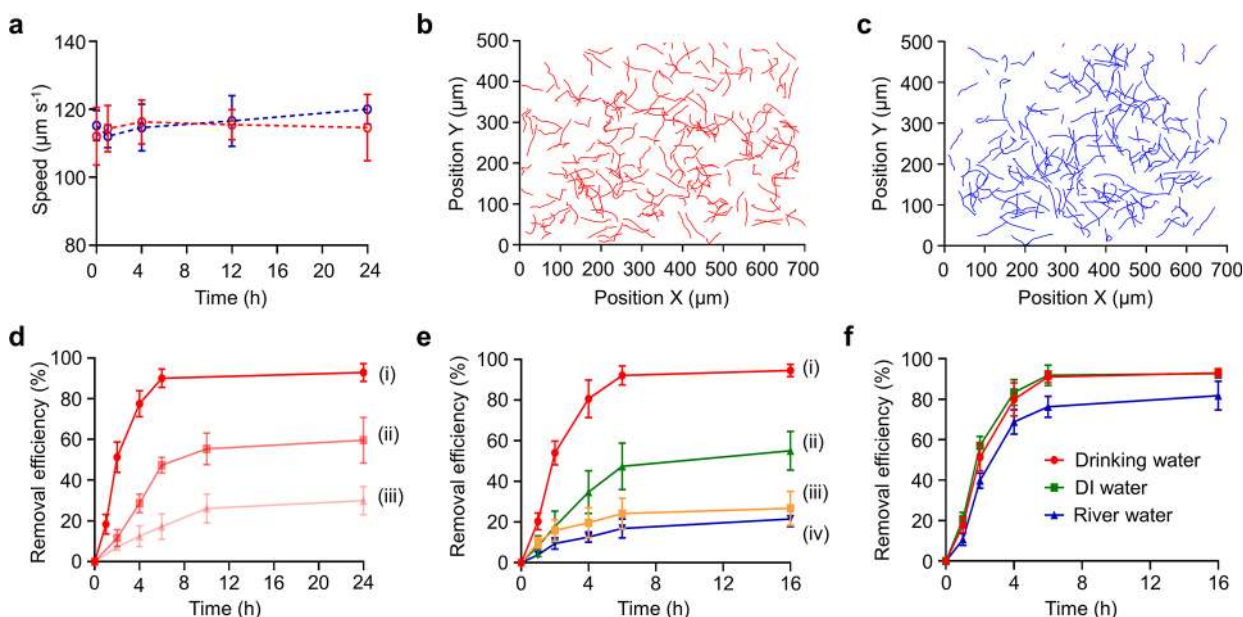 a
Speed (µm s⁻¹)
140
120
100
80
0 4 8 12 16 20 24
Time (h)
b
Position Y (µm)
500
400
300
200
100
0
0 100 200 300 400 500 600 700
Position X (µm)
c
Position Y (µm)
500
400
300
200
100
0
0 100 200 300 400 500 600 700
Position X (µm)
d
Removal efficiency (%)
100
80
60
40
20
0
(i)
(ii)
(iii)
0 4 8 12 16 20 24
Time (h)
e
Removal efficiency (%)
100
80
60
40
20
0
(i)
(ii)
(iii)
(iv)
0 4 8 12 16
Time (h)
f
Removal efficiency (%)
100
80
60
40
20
0
Drinking water
DI water
River water
0 4 8 12 16
Time (h)